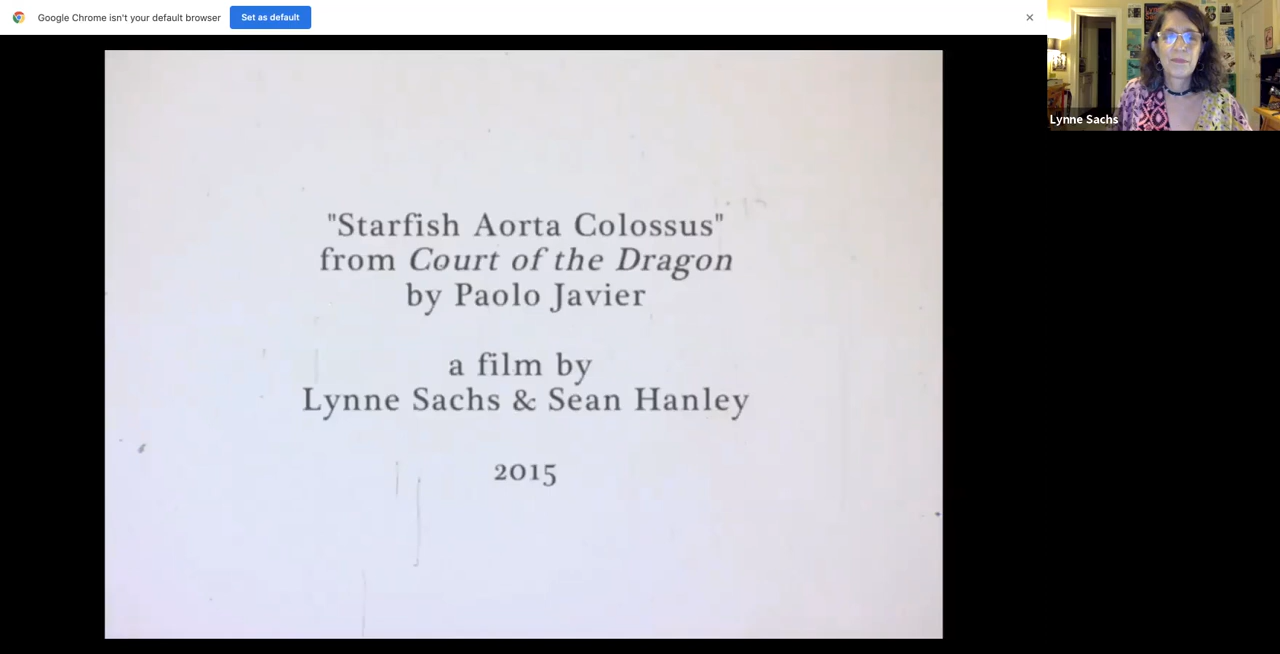 Google Chrome isn't your default browser
Set as default
Lynne Sachs
"Starfish Aorta Colossus"
from Court of the Dragon
by Paolo Javier
a film by
Lynne Sachs & Sean Hanley
2015